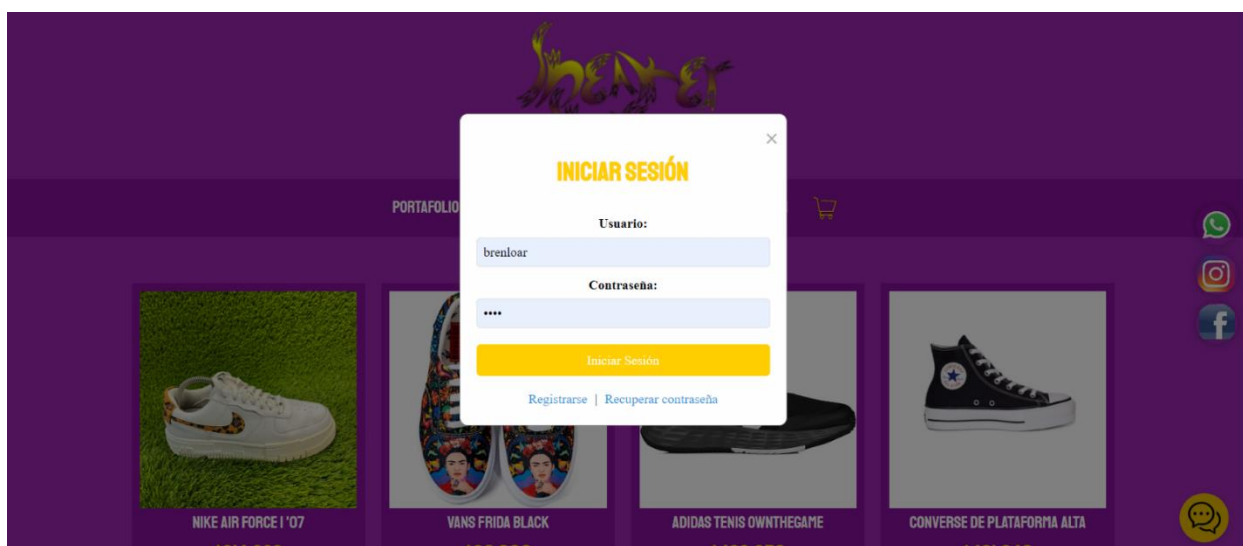 INICIAR SESIÓN
PORTAFOLIO
Usuario:
brenloar
Contraseña:
••••
Iniciar Sesión
Registrarse | Recuperar contraseña
NIKE AIR FORCE 1 '07
VANS FRIDA BLACK
ADIDAS TENIS OWNTHEGAME
CONVERSE DE PLATAFORMA ALTA